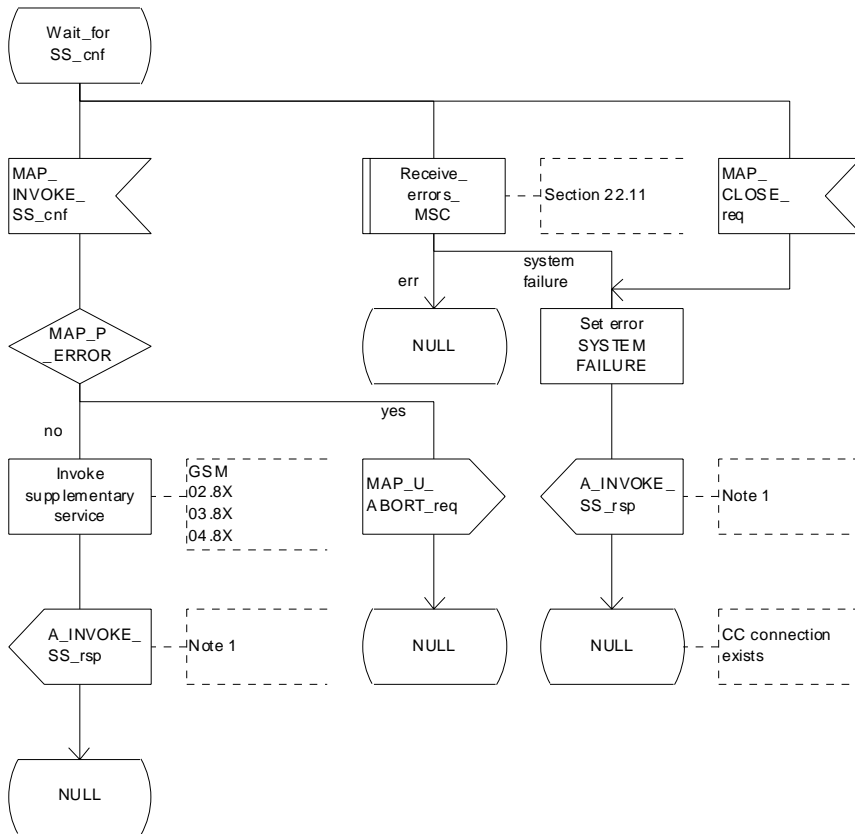 Wait_for
SS_cnf
MAP_
INVOKE_
SS_cnf
Receive_
errors_
MSC
Section 22.11
MAP_
CLOSE_
req
err
system
failure
MAP_P
_ERROR
NULL
Set error
SYSTEM
FAILURE
no
yes
Invoke
supplementary
service
GSM
02.8X
03.8X
04.8X
MAP_U_
ABORT_req
A_INVOKE_
SS_rsp
Note 1
A_INVOKE_
SS_rsp
Note 1
NULL
NULL
CC connection
exists
NULL